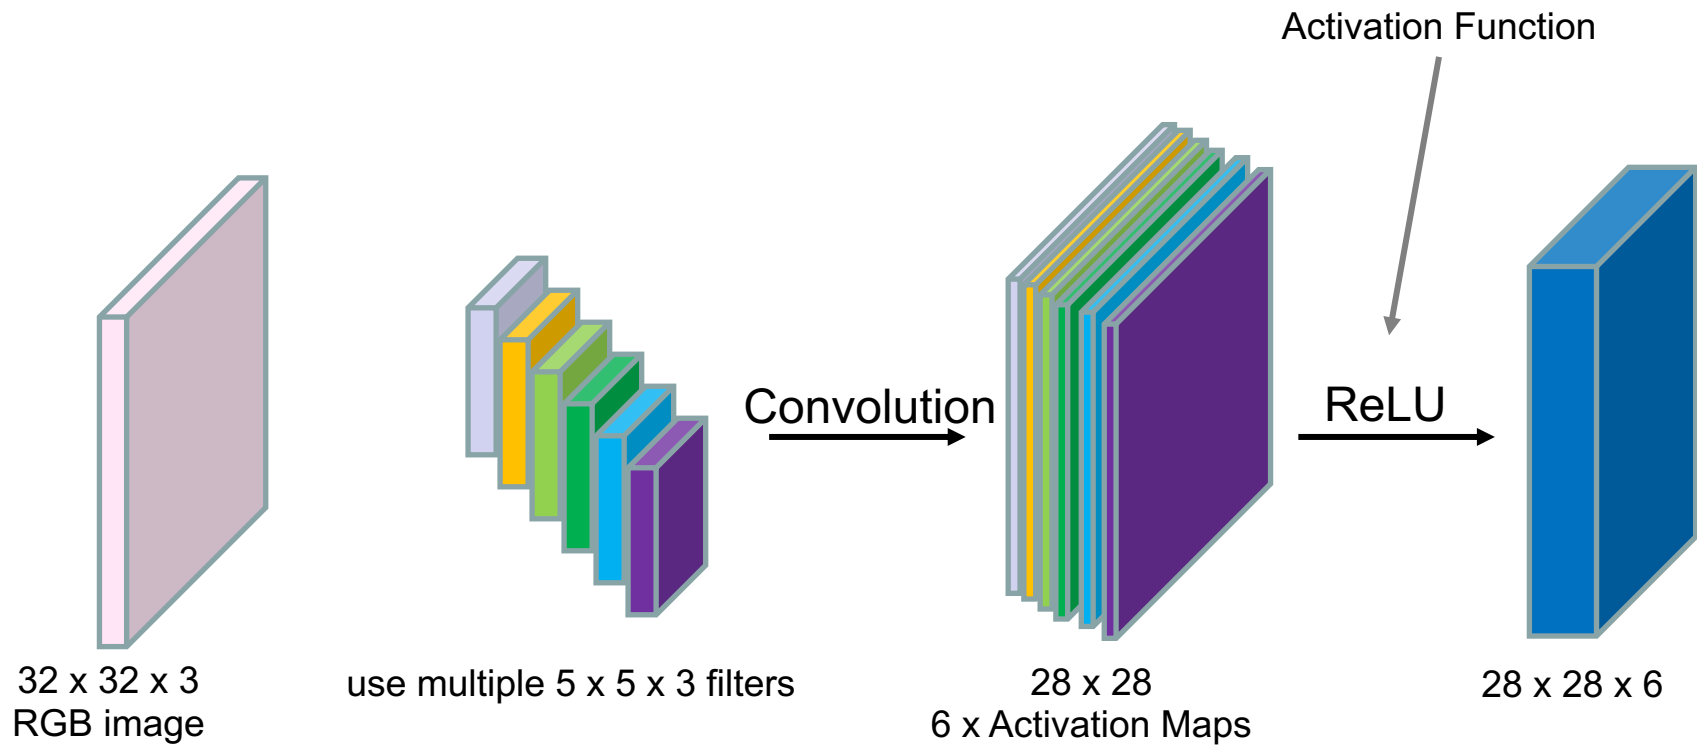 Activation Function
Convolution
ReLU
32 x 32 x 3
RGB image
use multiple 5 x 5 x 3 filters
28 x 28
6 x Activation Maps
28 x 28 x 6